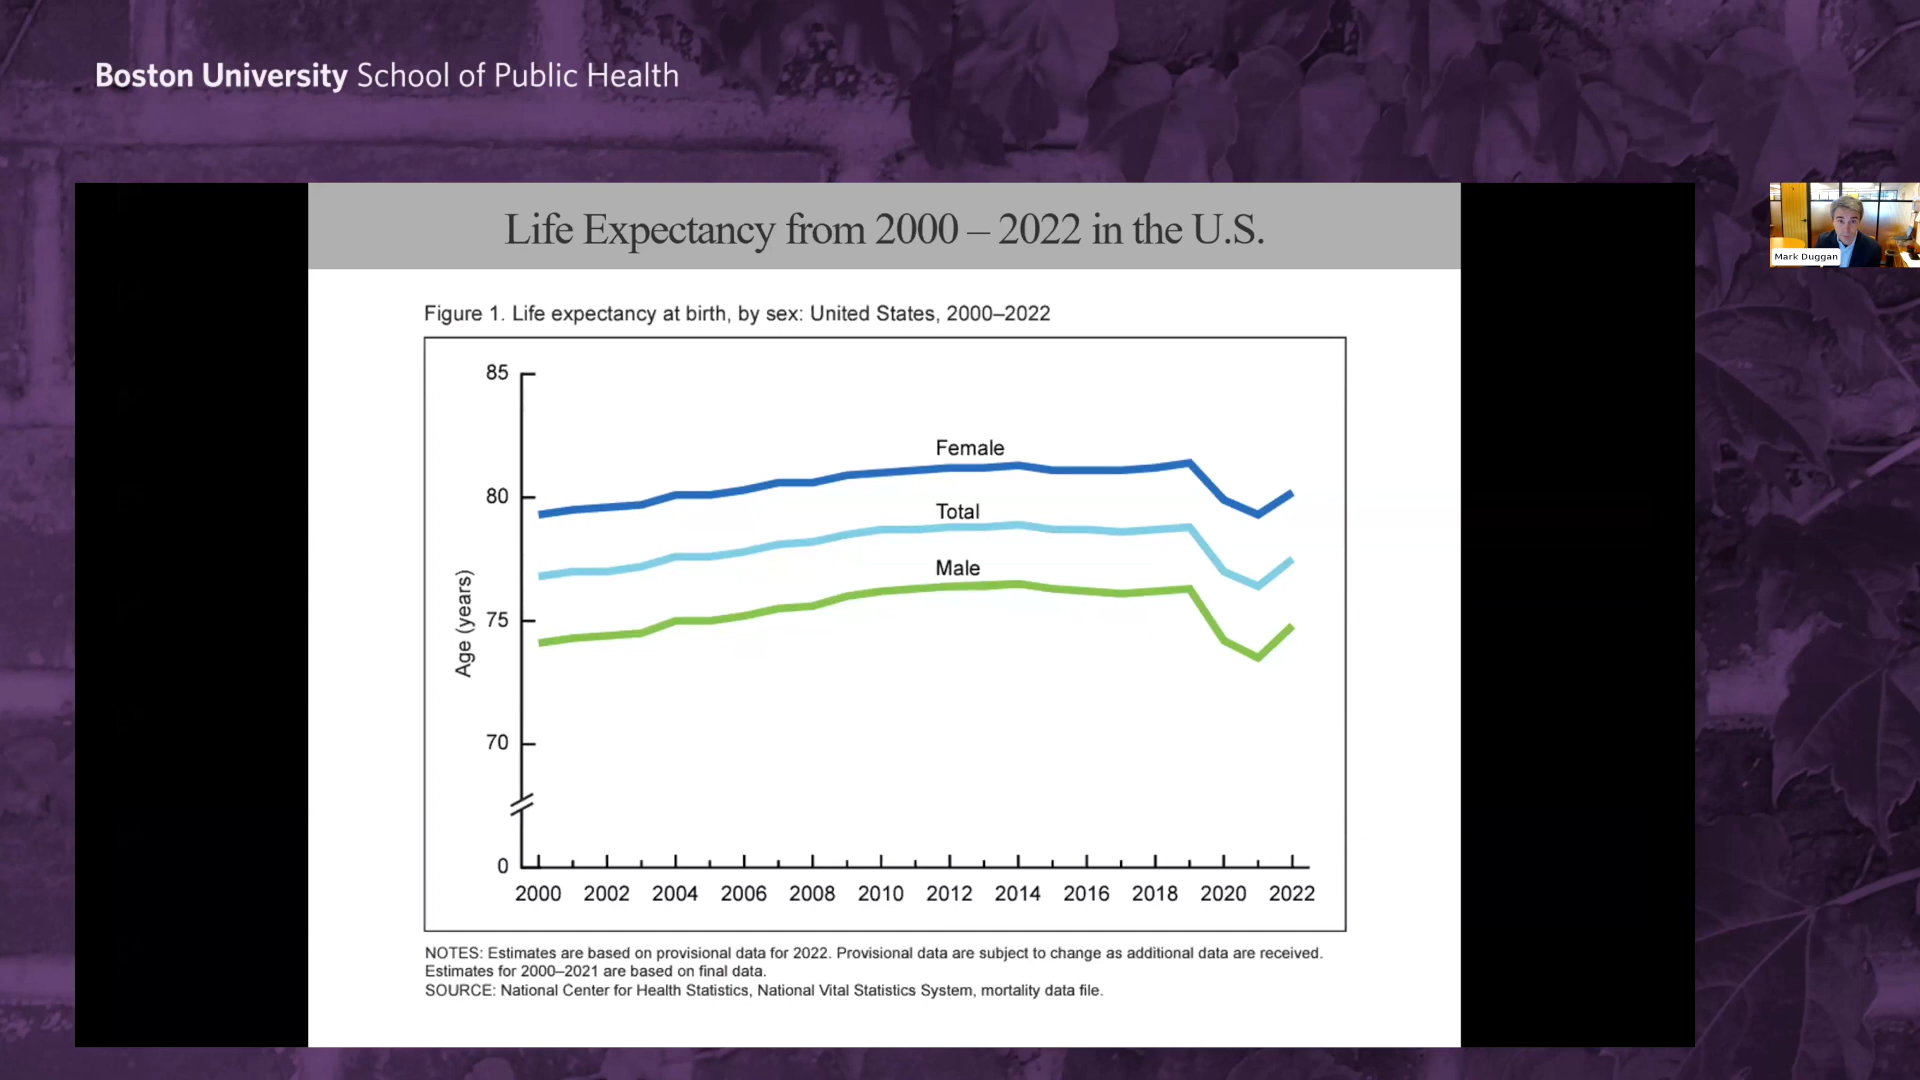 Boston University School of Public Health
Life Expectancy from 2000 – 2022 in the U.S.
Mark Duggan
Figure 1. Life expectancy at birth, by sex: United States, 2000–2022
85
80
75
70
0
Age (years)
Female
Total
Male
2000 2002 2004 2006 2008 2010 2012 2014 2016 2018 2020 2022
NOTES: Estimates are based on provisional data for 2022. Provisional data are subject to change as additional data are received.
Estimates for 2000–2021 are based on final data.
SOURCE: National Center for Health Statistics, National Vital Statistics System, mortality data file.